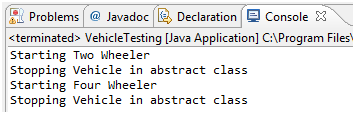 Problems @ Javadoc Declaration Console
<terminated> VehicleTesting [Java Application] C:\Program Files\
Starting Two Wheeler
Stopping Vehicle in abstract class
Starting Four Wheeler
Stopping Vehicle in abstract class